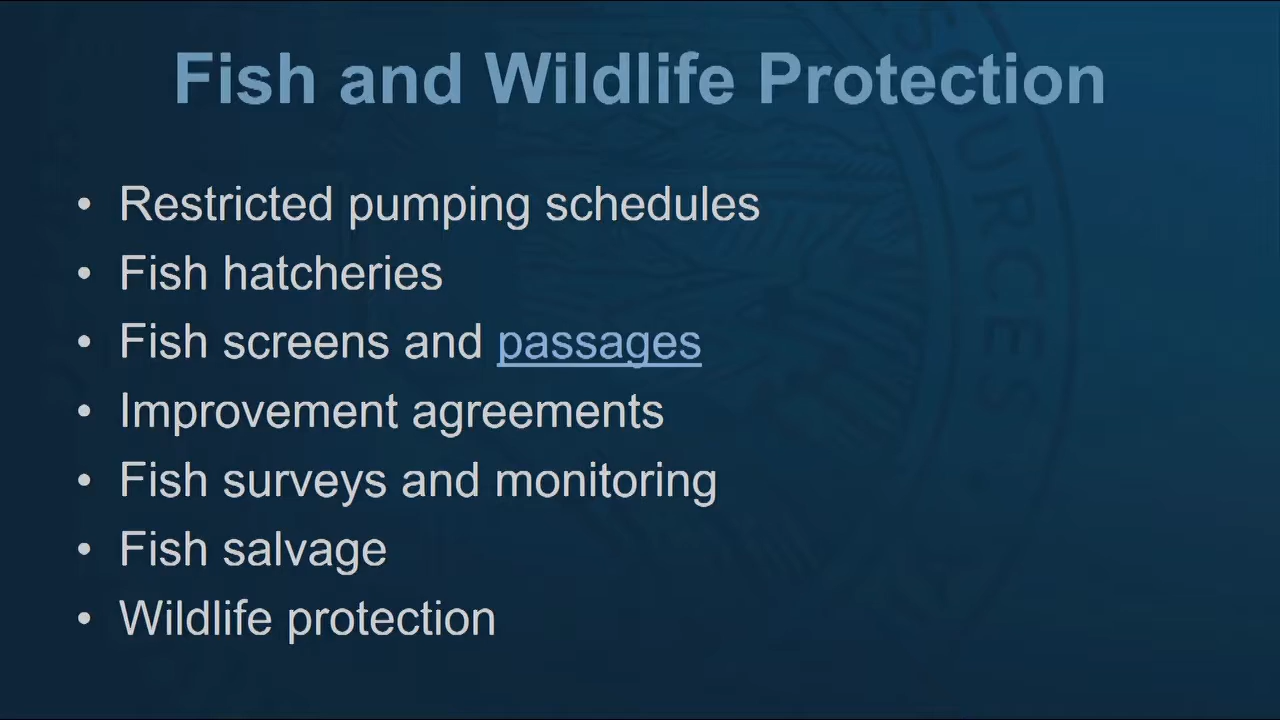 Fish and Wildlife Protection
• Restricted pumping schedules
• Fish hatcheries
• Fish screens and passages
• Improvement agreements
• Fish surveys and monitoring
• Fish salvage
• Wildlife protection
SOURCES